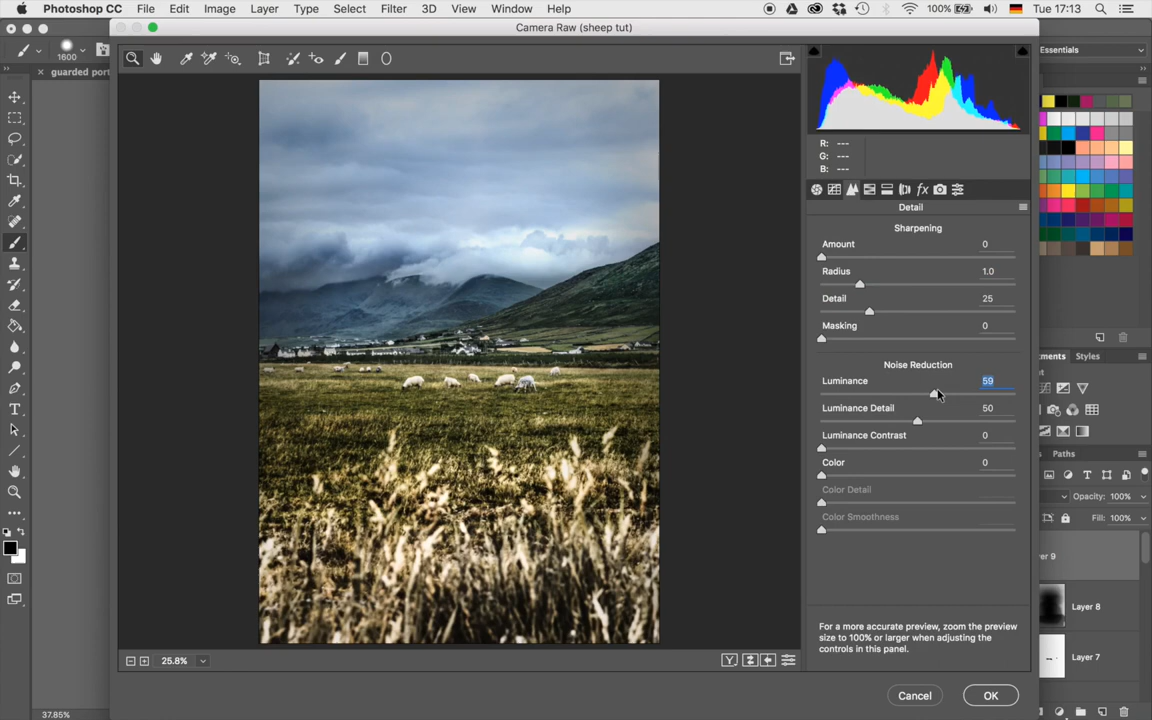 Photoshop CC File Edit Image Layer Type Select Filter 3D View Window Help 100% Tue 17:13
Camera Raw (sheep tut)
1600
Essentials
guarded port
R: ---
G: ---
B: ---
fx
Detail
Sharpening
Amount 0
Radius 1.0
Detail 25
Masking 0
Noise Reduction
Luminance 59
Luminance Detail 50
Luminance Contrast 0
Color 0
Color Detail
Color Smoothness
For a more accurate preview, zoom the preview
size to 100% or larger when adjusting the
controls in this panel.
25.8%
Y
Cancel OK
37.85%
tments Styles
s Paths
Opacity: 100%
Fill: 100%
er 9
Layer 8
Layer 7